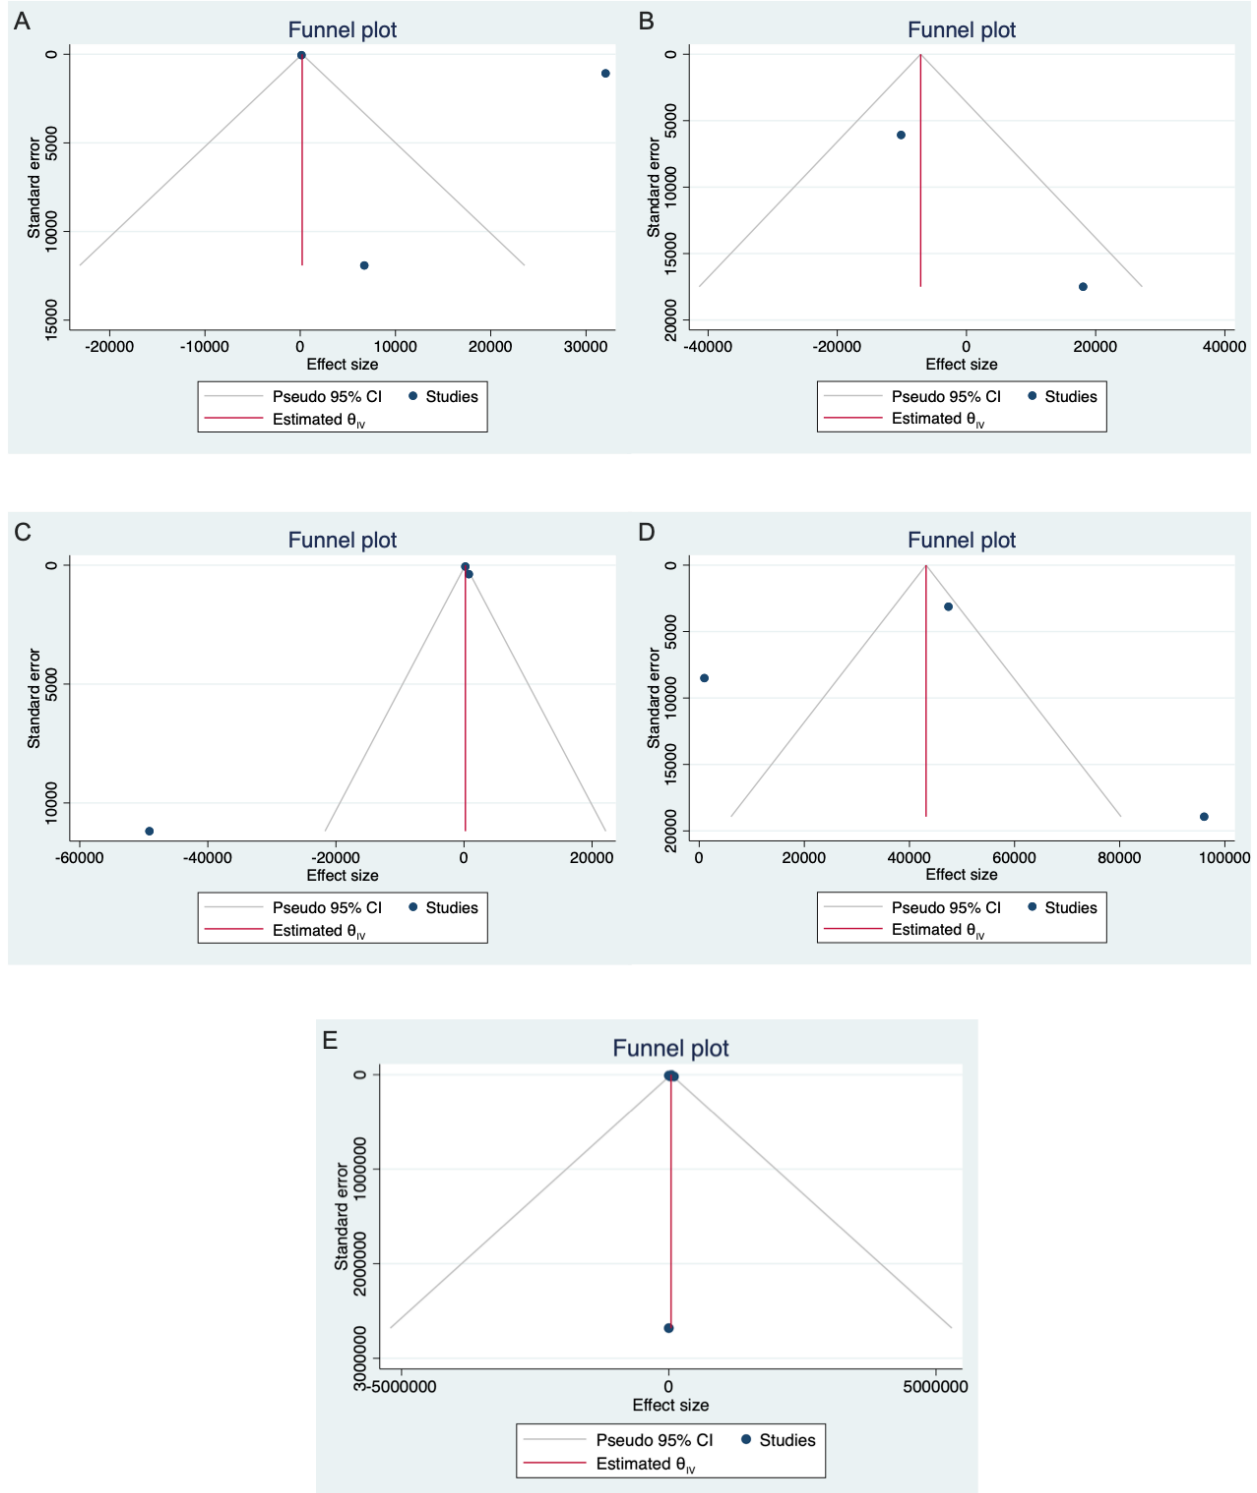 A
Funnel plot
0
5000
10000
15000
Standard error
-20000 -10000 0 10000 20000 30000
Effect size
Pseudo 95% CI Studies
Estimated θIV
B
Funnel plot
0
5000
10000
15000
20000
Standard error
-40000 -20000 0 20000 40000
Effect size
Pseudo 95% CI Studies
Estimated θIV
C
Funnel plot
0
5000
10000
Standard error
-60000 -40000 -20000 0 20000
Effect size
Pseudo 95% CI Studies
Estimated θIV
D
Funnel plot
0
5000
10000
15000
20000
Standard error
0 20000 40000 60000 80000 100000
Effect size
Pseudo 95% CI Studies
Estimated θIV
E
Funnel plot
0
1000000
2000000
3000000
Standard error
-5000000 0 5000000
Effect size
Pseudo 95% CI Studies
Estimated θIV